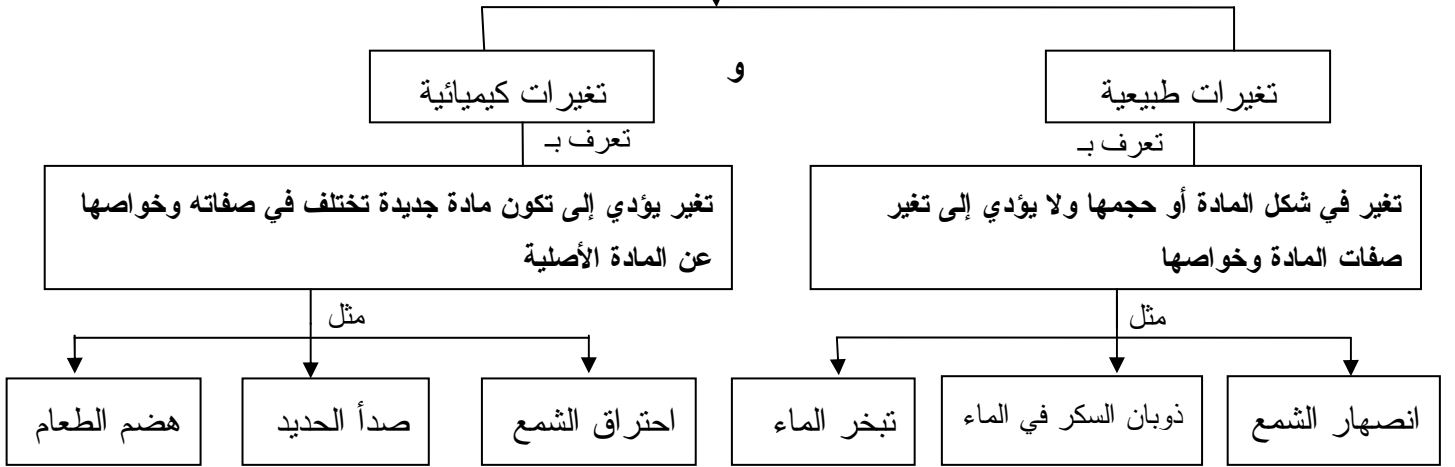 و
تغيرات طبيعية
تغيرات كيميائية
تعرف بـ
تعرف بـ
تغير في شكل المادة أو حجمها ولا يؤدي إلى تغير
صفات المادة وخواصها
تغير يؤدي إلى تكون مادة جديدة تختلف في صفاته وخواصها
عن المادة الأصلية
مثل
مثل
انصهار الشمع
ذوبان السكر في الماء
تبخر الماء
احتراق الشمع
صدأ الحديد
هضم الطعام